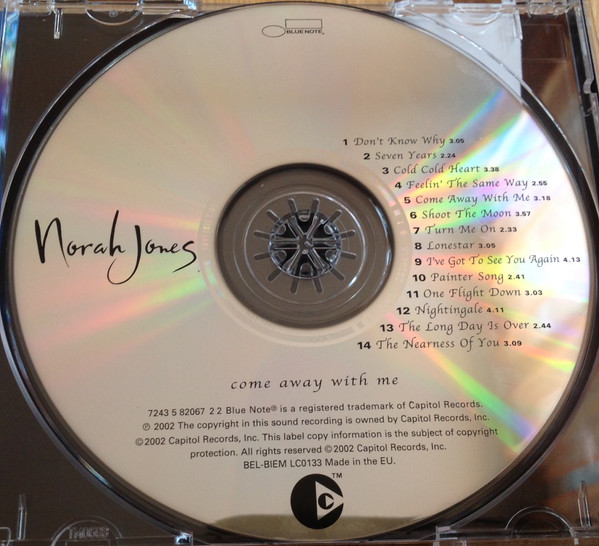 BLUE NOTE
1 Don't Know Why 3.05
2 Seven Years 2.24
3 Cold Cold Heart 3.38
4 Feelin' The Same Way 2.55
5 Come Away With Me 3.18
6 Shoot The Moon 3.57
7 Turn Me On 2.33
8 Lonestar 3.05
9 I've Got To See You Again 4.13
10 Painter Song 2.41
11 One Flight Down 3.03
12 Nightingale 4.11
13 The Long Day Is Over 2.44
14 The Nearness Of You 3.09
Norah Jones
come away with me
7243 5 82067 2 2 Blue Note® is a registered trademark of Capitol Records.
℗ 2002 The copyright in this sound recording is owned by Capitol Records, Inc.
©2002 Capitol Records, Inc. This label copy information is the subject of copyright
protection. All rights reserved ©2002 Capitol Records, Inc.
BEL-BIEM LC0133 Made in the EU.
TM